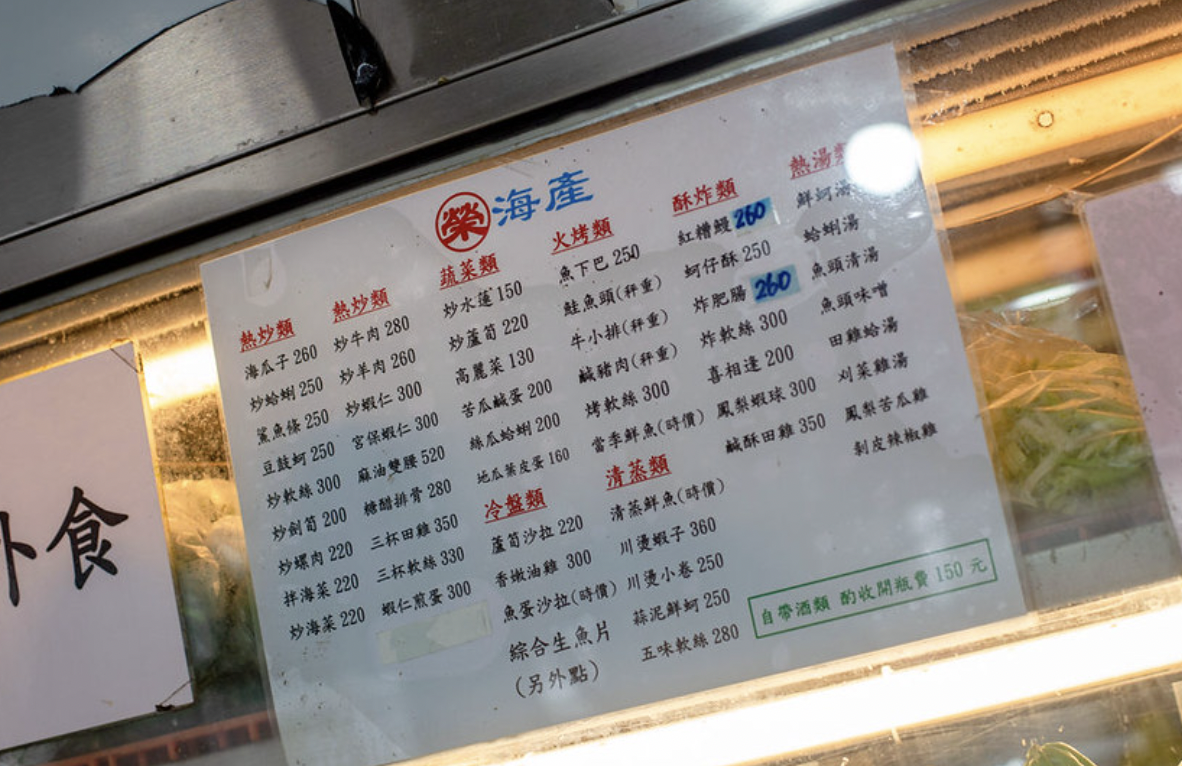 榮 海產
熱炒類
海瓜子 260
炒蛤蜊 250
鯊魚條 250
豆鼓蚵 250
炒軟絲 300
炒劍筍 200
炒螺肉 220
拌海菜 220
炒海菜 220
熱炒類
炒牛肉 280
炒羊肉 260
炒蝦仁 300
宮保蝦仁 300
麻油雙腰 520
糖醋排骨 280
三杯田雞 350
三杯軟絲 330
蝦仁煎蛋 300
蔬菜類
炒水蓮 150
炒蘆筍 220
高麗菜 130
苦瓜鹹蛋 200
絲瓜蛤蜊 200
地瓜葉皮蛋 160
冷盤類
蘆筍沙拉 220
香嫩油雞 300
魚蛋沙拉(時價)
綜合生魚片
(另外點)
火烤類
魚下巴 250
鮭魚頭(秤重)
牛小排(秤重)
鹹豬肉(秤重)
烤軟絲 300
當季鮮魚(時價)
清蒸類
清蒸鮮魚(時價)
川燙蝦子 360
川燙小卷 250
蒜泥鮮蚵 250
五味軟絲 280
酥炸類
紅糟鰻 260
蚵仔酥 250
炸肥腸 260
炸軟絲 300
喜相逢 200
鳳梨蝦球 300
鹹酥田雞 350
熱湯類
鮮蚵湯
蛤蜊湯
魚頭清湯
魚頭味噌
田雞蛤湯
刈菜雞湯
鳳梨苦瓜雞
剝皮辣椒雞
自帶酒類 酌收開瓶費 150 元
外食